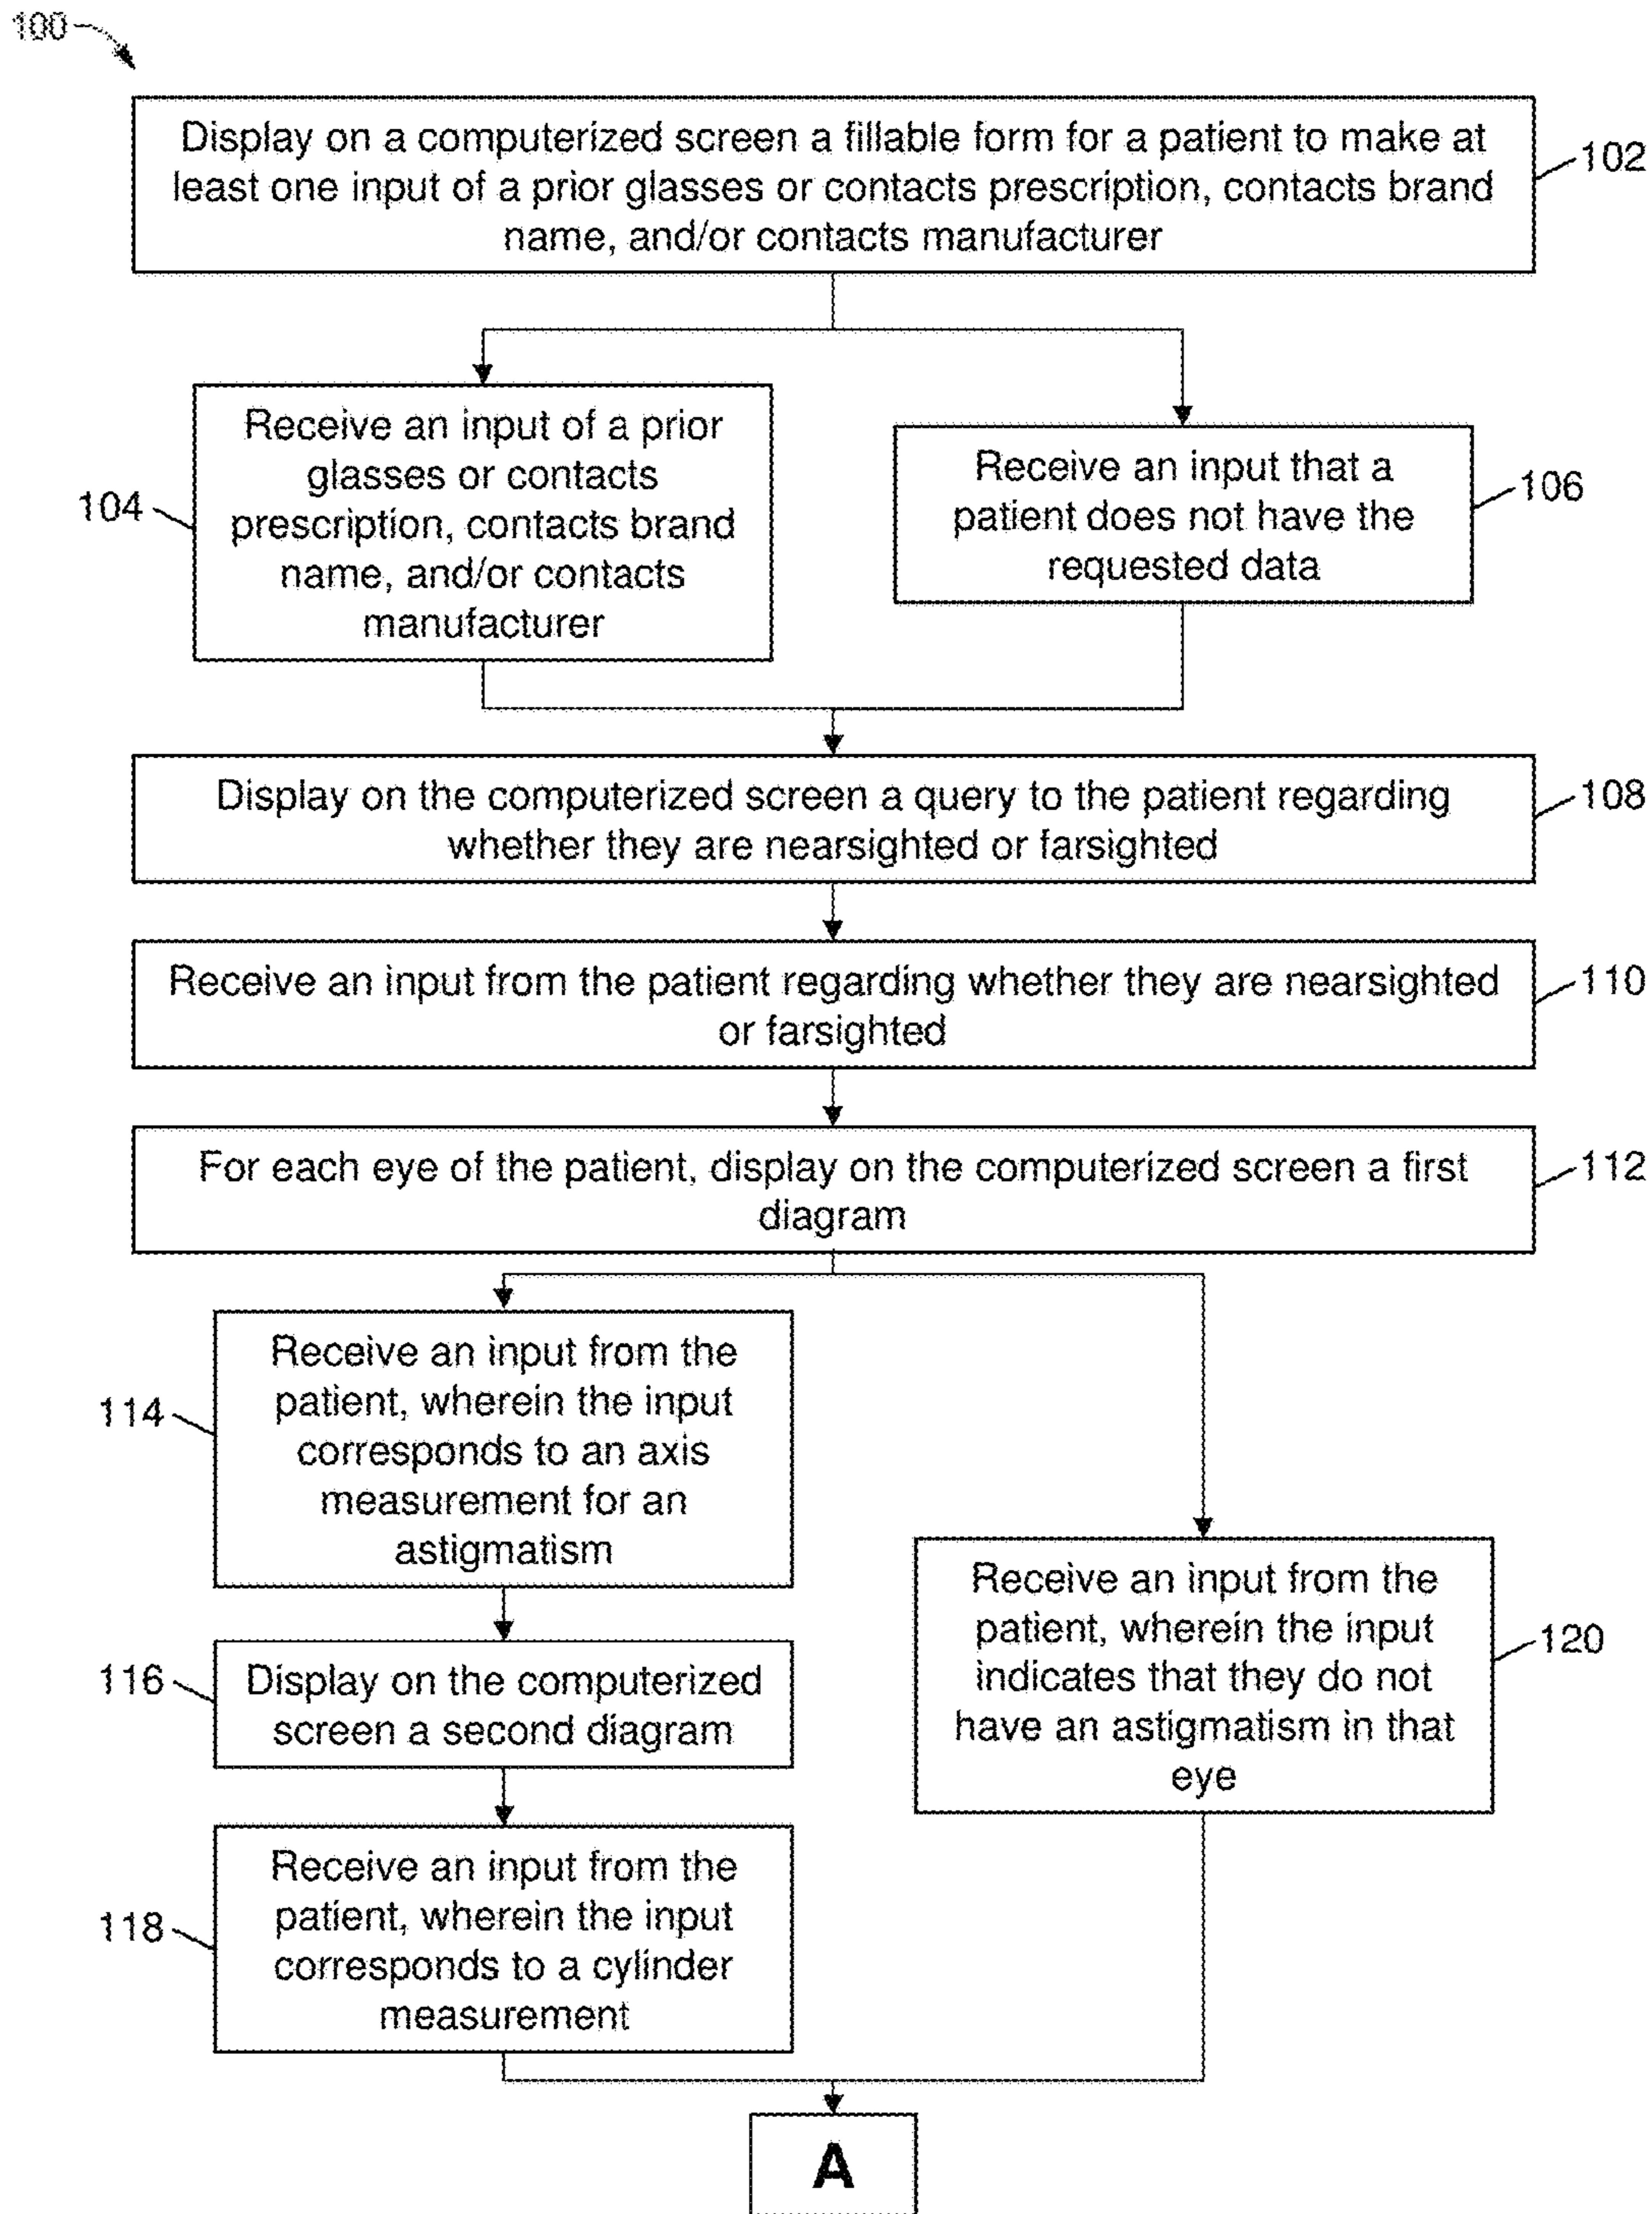 100
Display on a computerized screen a fillable form for a patient to make at
least one input of a prior glasses or contacts prescription, contacts brand
name, and/or contacts manufacturer
102
Receive an input of a prior
glasses or contacts
prescription, contacts brand
name, and/or contacts
manufacturer
104
Receive an input that a
patient does not have the
requested data
106
Display on the computerized screen a query to the patient regarding
whether they are nearsighted or farsighted
108
Receive an input from the patient regarding whether they are nearsighted
or farsighted
110
For each eye of the patient, display on the computerized screen a first
diagram
112
Receive an input from the
patient, wherein the input
corresponds to an axis
measurement for an
astigmatism
114
Display on the computerized
screen a second diagram
116
Receive an input from the
patient, wherein the input
corresponds to a cylinder
measurement
118
Receive an input from the
patient, wherein the input
indicates that they do not
have an astigmatism in that
eye
120
A